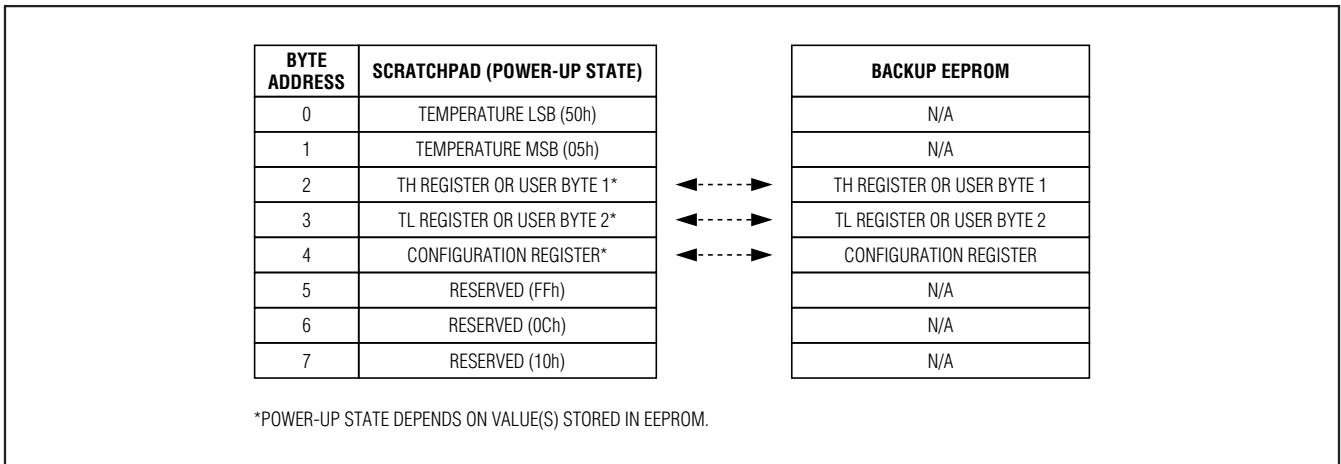 BYTE ADDRESS SCRATCHPAD (POWER-UP STATE) BACKUP EEPROM
0 TEMPERATURE LSB (50h) N/A
1 TEMPERATURE MSB (05h) N/A
2 TH REGISTER OR USER BYTE 1* TH REGISTER OR USER BYTE 1
3 TL REGISTER OR USER BYTE 2* TL REGISTER OR USER BYTE 2
4 CONFIGURATION REGISTER* CONFIGURATION REGISTER
5 RESERVED (FFh) N/A
6 RESERVED (0Ch) N/A
7 RESERVED (10h) N/A
*POWER-UP STATE DEPENDS ON VALUE(S) STORED IN EEPROM.